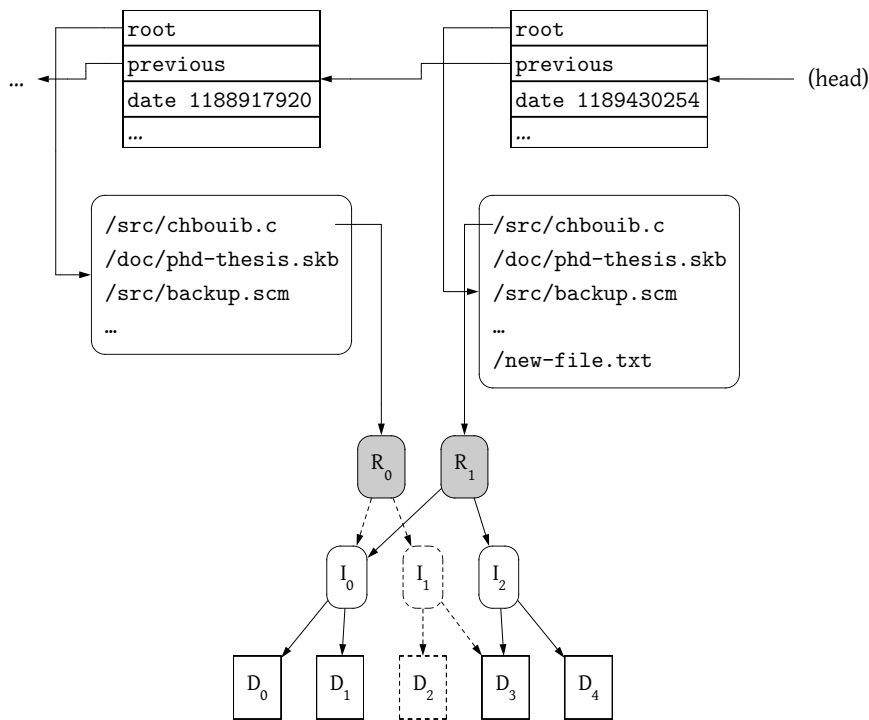 root
previous
date 1188917920
…
root
previous
date 1189430254
…
…
(head)
/src/chbouib.c
/doc/phd-thesis.skb
/src/backup.scm
…
/src/chbouib.c
/doc/phd-thesis.skb
/src/backup.scm
…
/new-file.txt
R0
R1
I0
I1
I2
D0
D1
D2
D3
D4